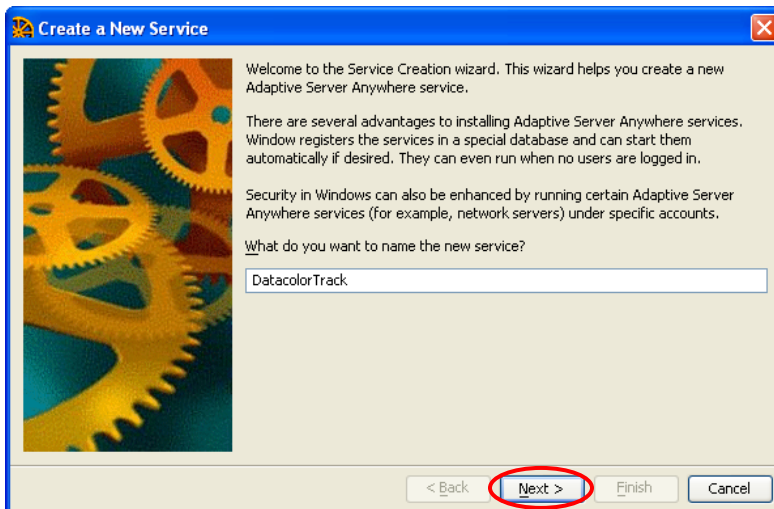 Create a New Service
Welcome to the Service Creation wizard. This wizard helps you create a new
Adaptive Server Anywhere service.
There are several advantages to installing Adaptive Server Anywhere services.
Window registers the services in a special database and can start them
automatically if desired. They can even run when no users are logged in.
Security in Windows can also be enhanced by running certain Adaptive Server
Anywhere services (for example, network servers) under specific accounts.
What do you want to name the new service?
DatacolorTrack
< Back Next > Finish Cancel